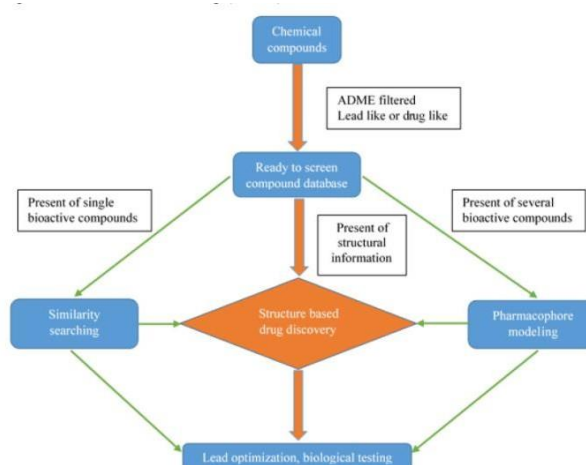 Chemical
compounds
ADME filtered
Lead like or drug like
Ready to screen
compound database
Present of single
bioactive compounds
Present of
structural
information
Present of several
bioactive compounds
Similarity
searching
Structure based
drug discovery
Pharmacophore
modeling
Lead optimization, biological testing